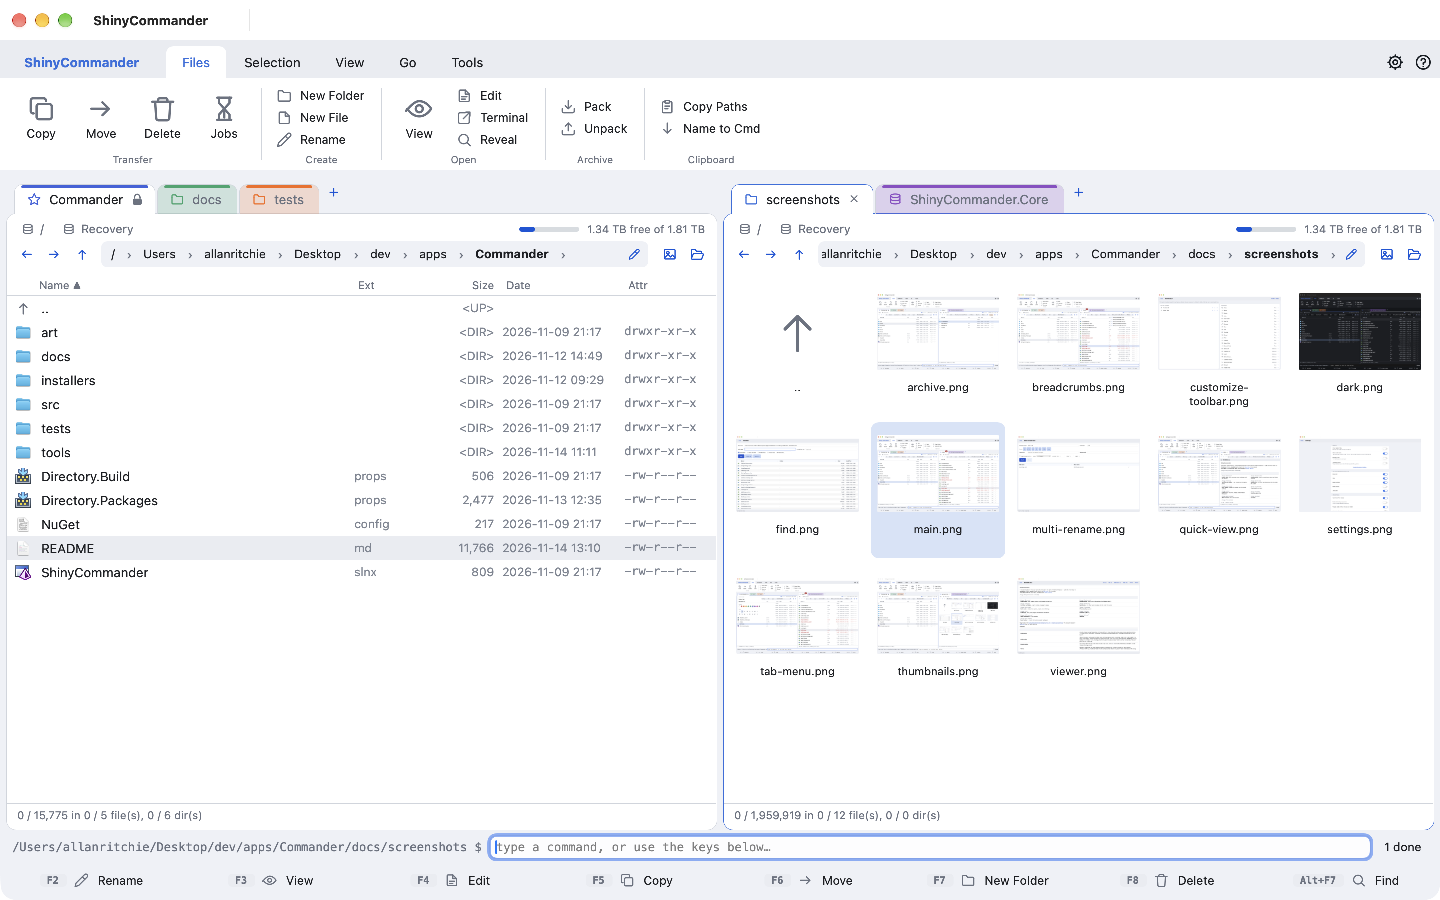 ShinyCommander
ShinyCommander Files Selection View Go Tools
Copy Move Delete Jobs
Transfer
New Folder
New File
Rename
Create
View
Edit
Terminal
Reveal
Open
Pack
Unpack
Archive
Copy Paths
Name to Cmd
Clipboard
Commander docs tests +
/ Recovery 1.34 TB free of 1.81 TB
/ › Users › allanritchie › Desktop › dev › apps › Commander ›
Name ▲ Ext Size Date Attr
.. <UP>
art <DIR> 2026-11-09 21:17 drwxr-xr-x
docs <DIR> 2026-11-12 14:49 drwxr-xr-x
installers <DIR> 2026-11-12 09:29 drwxr-xr-x
src <DIR> 2026-11-09 21:17 drwxr-xr-x
tests <DIR> 2026-11-09 21:17 drwxr-xr-x
tools <DIR> 2026-11-14 11:11 drwxr-xr-x
Directory.Build props 506 2026-11-09 21:17 -rw-r--r--
Directory.Packages props 2,477 2026-11-13 12:35 -rw-r--r--
NuGet config 217 2026-11-09 21:17 -rw-r--r--
README md 11,766 2026-11-14 13:10 -rw-r--r--
ShinyCommander slnx 809 2026-11-09 21:17 -rw-r--r--
0 / 15,775 in 0 / 5 file(s), 0 / 6 dir(s)
screenshots × ShinyCommander.Core +
/ Recovery 1.34 TB free of 1.81 TB
allanritchie › Desktop › dev › apps › Commander › docs › screenshots ›
.. archive.png breadcrumbs.png customize-toolbar.png dark.png
find.png main.png multi-rename.png quick-view.png settings.png
tab-menu.png thumbnails.png viewer.png
0 / 1,959,919 in 0 / 12 file(s), 0 / 0 dir(s)
/Users/allanritchie/Desktop/dev/apps/Commander/docs/screenshots $ type a command, or use the keys below… 1 done
F2 Rename F3 View F4 Edit F5 Copy F6 Move F7 New Folder F8 Delete Alt+F7 Find